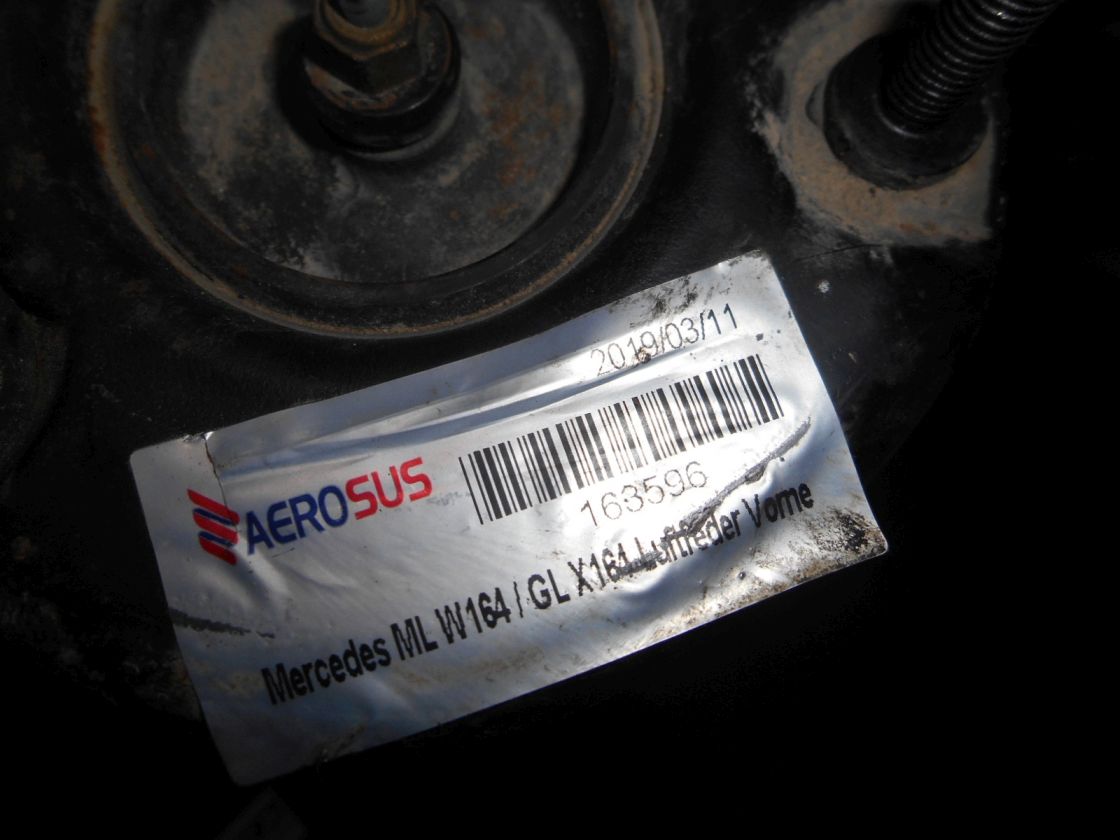 2019/03/11
AEROSUS
163596
Mercedes ML W164 / GL X164 Luftfeder Vorne